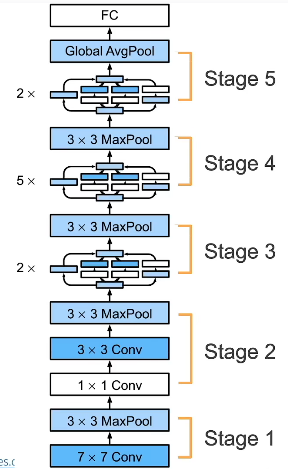 FC
Global AvgPool
2 ×
Stage 5
3 × 3 MaxPool
5 ×
Stage 4
3 × 3 MaxPool
2 ×
Stage 3
3 × 3 MaxPool
3 × 3 Conv
Stage 2
1 × 1 Conv
3 × 3 MaxPool
7 × 7 Conv
Stage 1